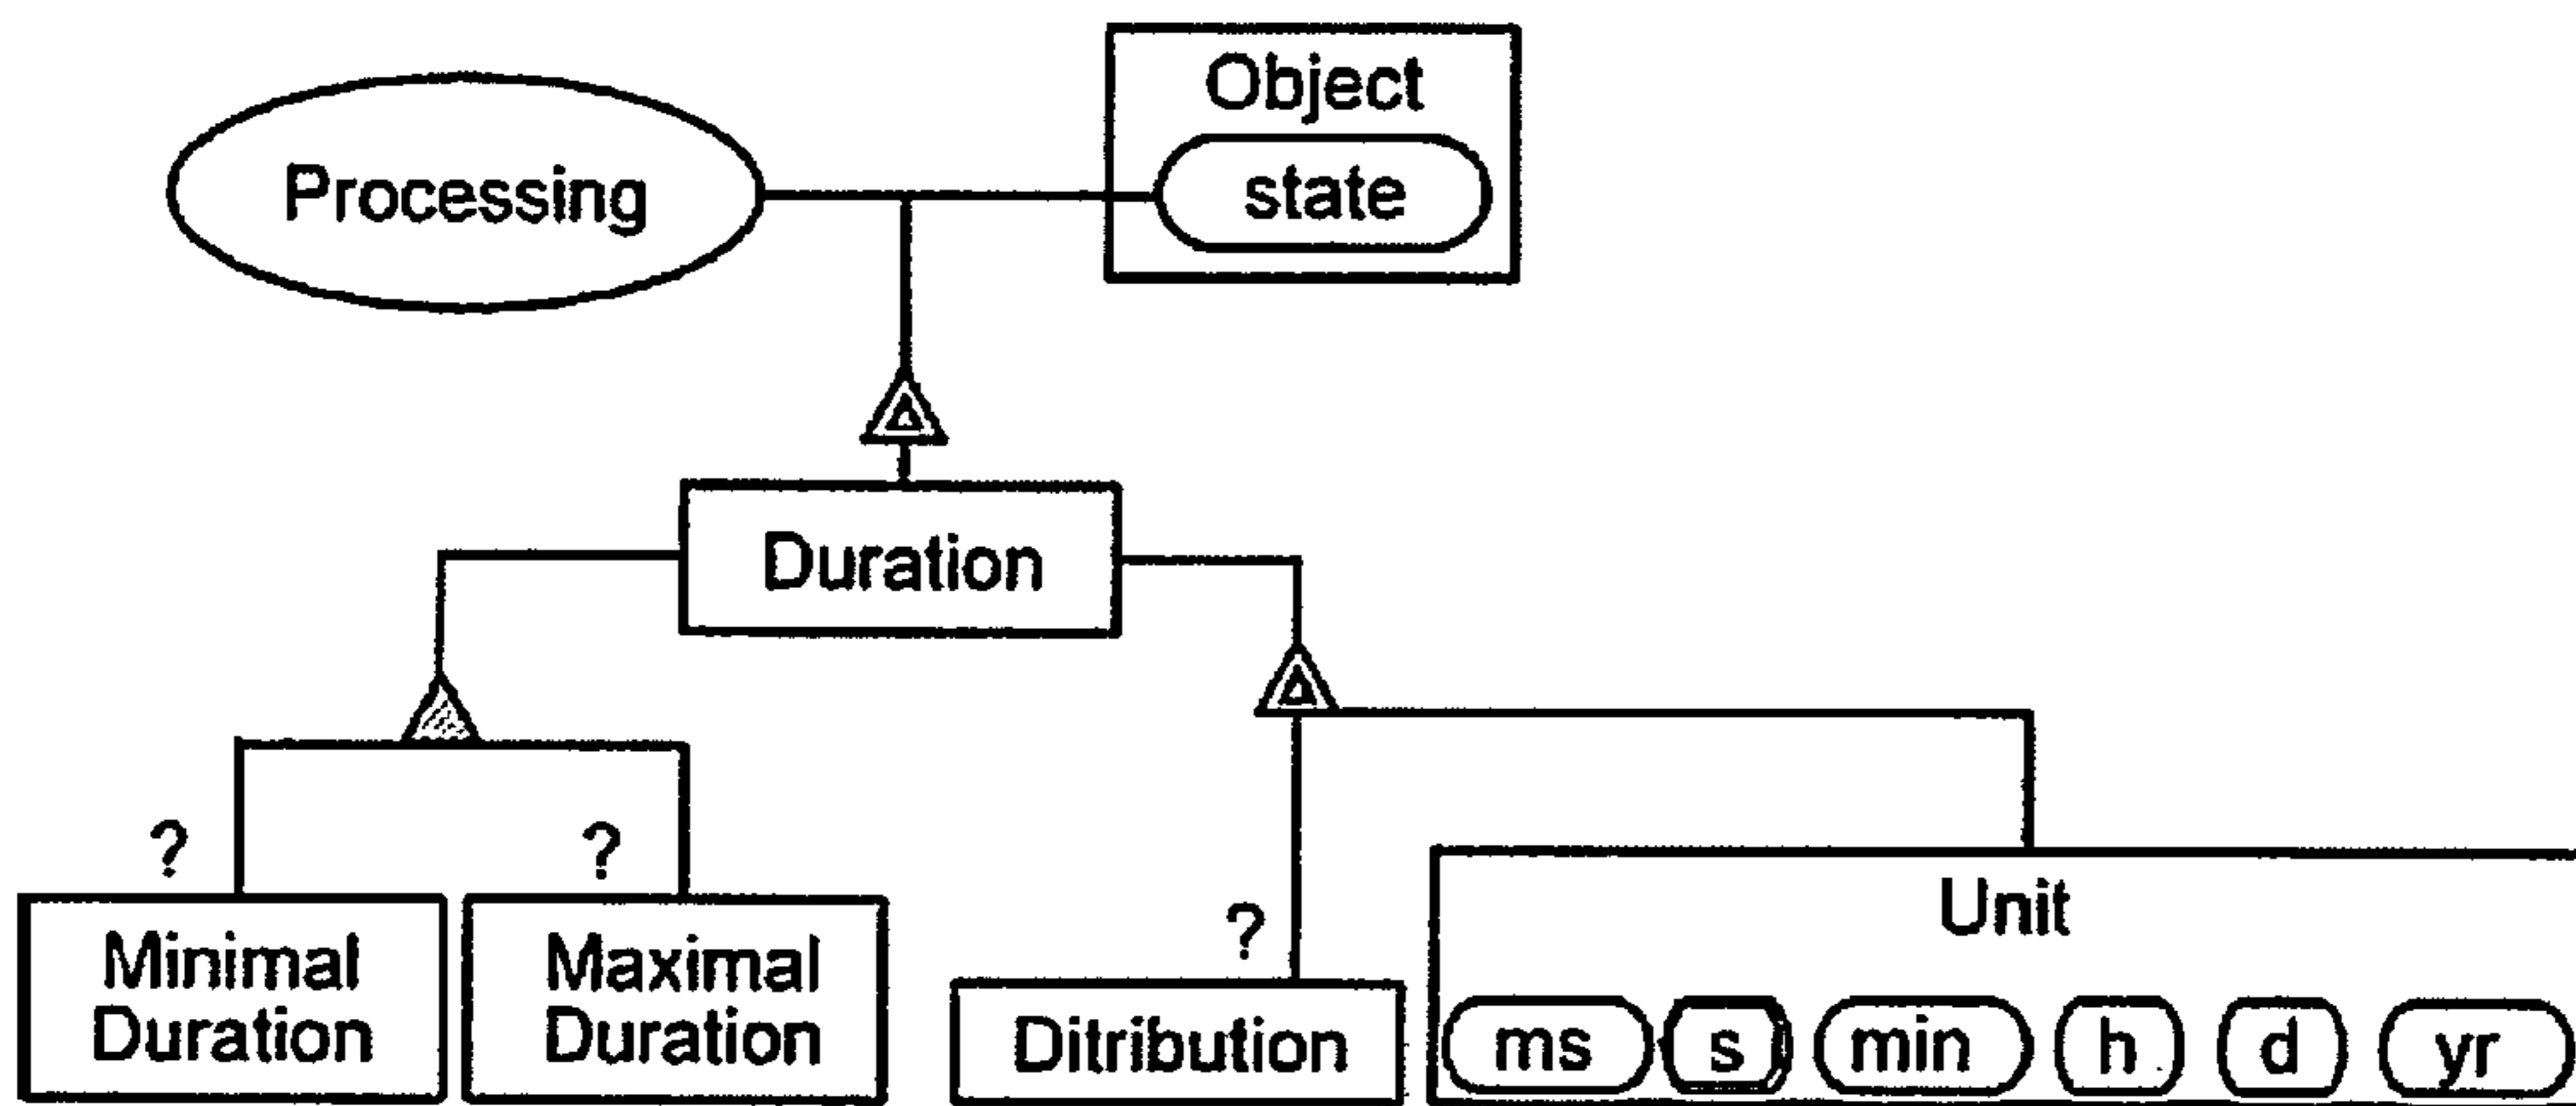 Object
Processing
state
Duration
?
?
?
Minimal
Duration
Maximal
Duration
Ditribution
Unit
ms
s
min
h
d
yr